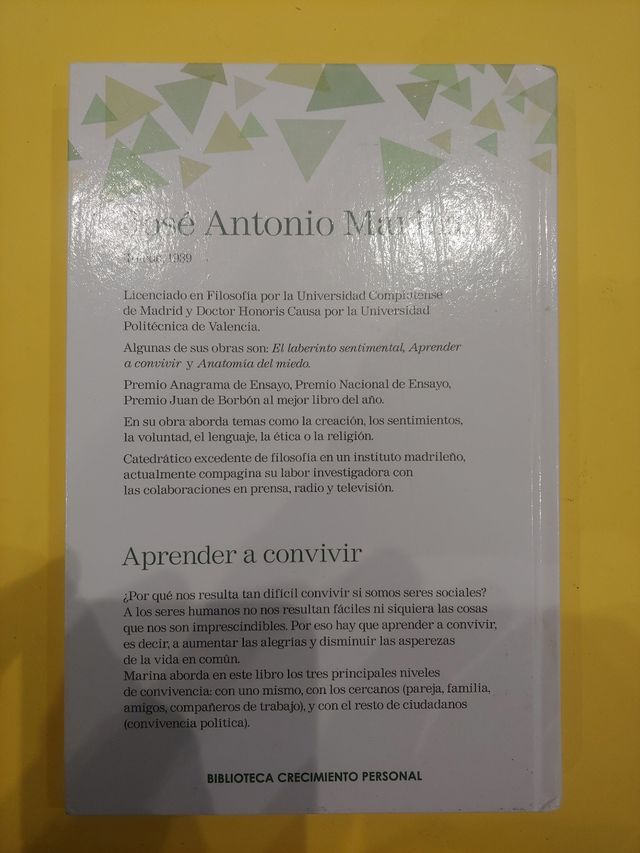 José Antonio Marina
1939
Licenciado en Filosofía por la Universidad Complutense
de Madrid y Doctor Honoris Causa por la Universidad
Politécnica de Valencia.
Algunas de sus obras son: El laberinto sentimental, Aprender
a convivir y Anatomía del miedo.
Premio Anagrama de Ensayo, Premio Nacional de Ensayo,
Premio Juan de Borbón al mejor libro del año.
En su obra aborda temas como la creación, los sentimientos,
la voluntad, el lenguaje, la ética o la religión.
Catedrático excedente de filosofía en un instituto madrileño,
actualmente compagina su labor investigadora con
las colaboraciones en prensa, radio y televisión.
Aprender a convivir
¿Por qué nos resulta tan difícil convivir si somos seres sociales?
A los seres humanos no nos resultan fáciles ni siquiera las cosas
que nos son imprescindibles. Por eso hay que aprender a convivir,
es decir, a aumentar las alegrías y disminuir las asperezas
de la vida en común.
Marina aborda en este libro los tres principales niveles
de convivencia: con uno mismo, con los cercanos (pareja, familia,
amigos, compañeros de trabajo), y con el resto de ciudadanos
(convivencia política).
BIBLIOTECA CRECIMIENTO PERSONAL